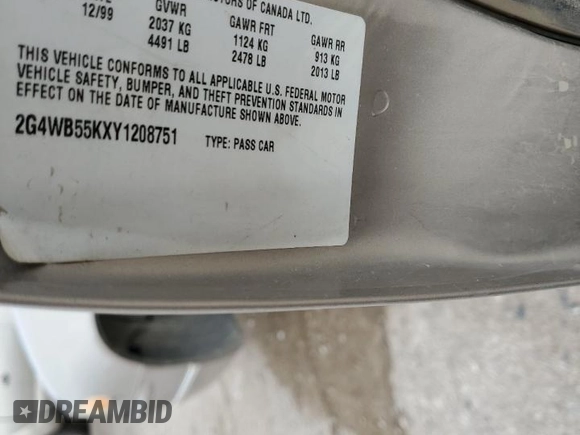 OF CANADA LTD.
12/99 GVWR GAWR FRT GAWR RR
2037 KG 1124 KG 913 KG
4491 LB 2478 LB 2013 LB
THIS VEHICLE CONFORMS TO ALL APPLICABLE U.S. FEDERAL MOTOR
VEHICLE SAFETY, BUMPER, AND THEFT PREVENTION STANDARDS IN
EFFECT ON THE DATE OF MANUFACTURE SHOWN ABOVE.
2G4WB55KXY1208751 TYPE: PASS CAR
DREAMBID